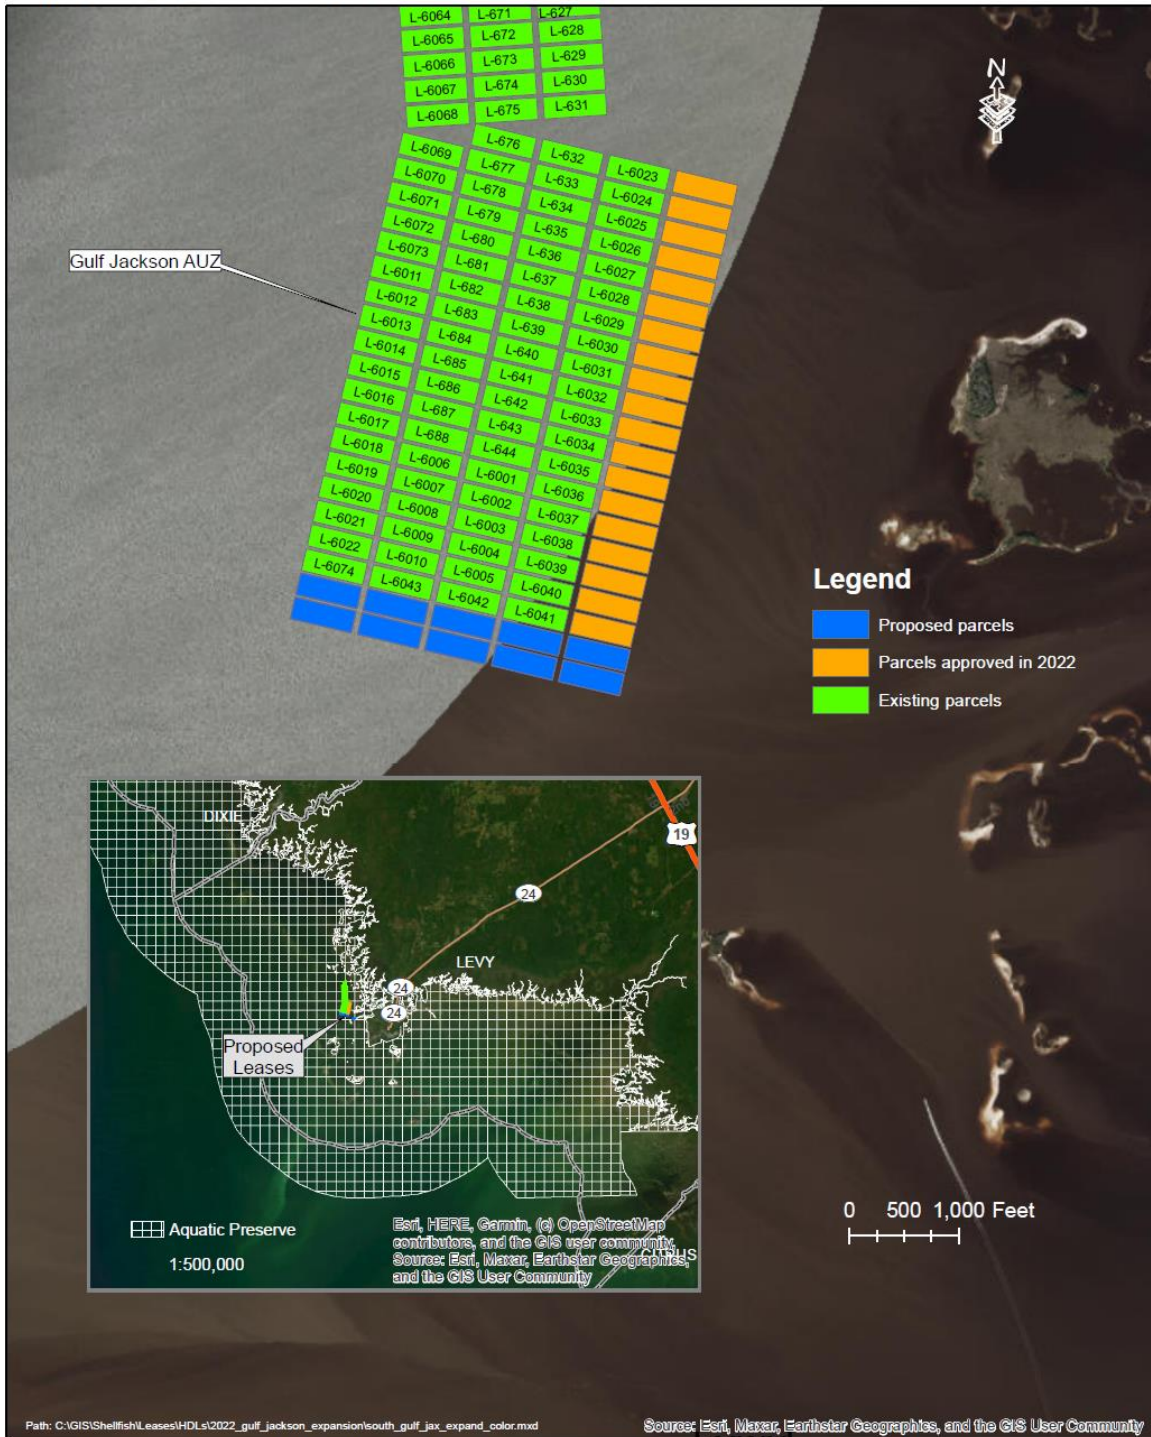 L-6064 L-671 L-627
L-6065 L-672 L-628
L-6066 L-673 L-629
L-6067 L-674 L-630
L-6068 L-675 L-631
N
L-6069
L-6070
L-6071
L-6072
L-6073
L-6011
L-6012
L-6013
L-6014
L-6015
L-6016
L-6017
L-6018
L-6019
L-6020
L-6021
L-6022
L-6074
L-676
L-677
L-678
L-679
L-680
L-681
L-682
L-683
L-684
L-685
L-686
L-687
L-688
L-6006
L-6007
L-6008
L-6009
L-6010
L-6043
L-632
L-633
L-634
L-635
L-636
L-637
L-638
L-639
L-640
L-641
L-642
L-643
L-644
L-6001
L-6002
L-6003
L-6004
L-6005
L-6042
L-6023
L-6024
L-6025
L-6026
L-6027
L-6028
L-6029
L-6030
L-6031
L-6032
L-6033
L-6034
L-6035
L-6036
L-6037
L-6038
L-6039
L-6040
L-6041
Gulf Jackson AUZ
Legend
Proposed parcels
Parcels approved in 2022
Existing parcels
DIXIE
19
24
LEVY
24
24
Proposed
Leases
Aquatic Preserve
1:500,000
Esri, HERE, Garmin, (c) OpenStreetMap
contributors, and the GIS user community,
Source: Esri, Maxar, Earthstar Geographics,
and the GIS User Community
0 500 1,000 Feet
Path: C:\GIS\Shellfish\Leases\HDLs\2022_gulf_jackson_expansion\south_gulf_jax_expand_color.mxd
Source: Esri, Maxar, Earthstar Geographics, and the GIS User Community